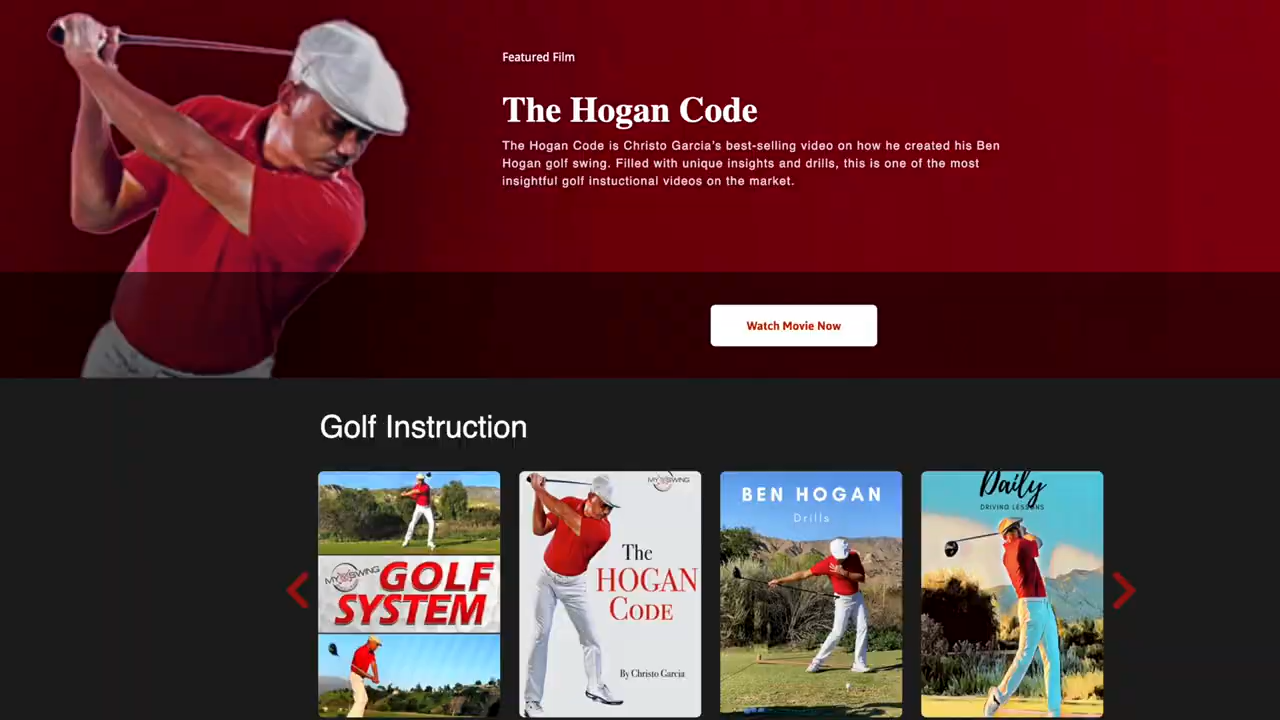 Featured Film
The Hogan Code
The Hogan Code is Christo Garcia's best-selling video on how he created his Ben
Hogan golf swing. Filled with unique insights and drills, this is one of the most
insightful golf instuctional videos on the market.
Watch Movie Now
Golf Instruction
MY SWING
GOLF
SYSTEM
MY SWING
The
HOGAN
CODE
By Christo Garcia
BEN HOGAN
Drills
Daily
DRIVING LESSONS